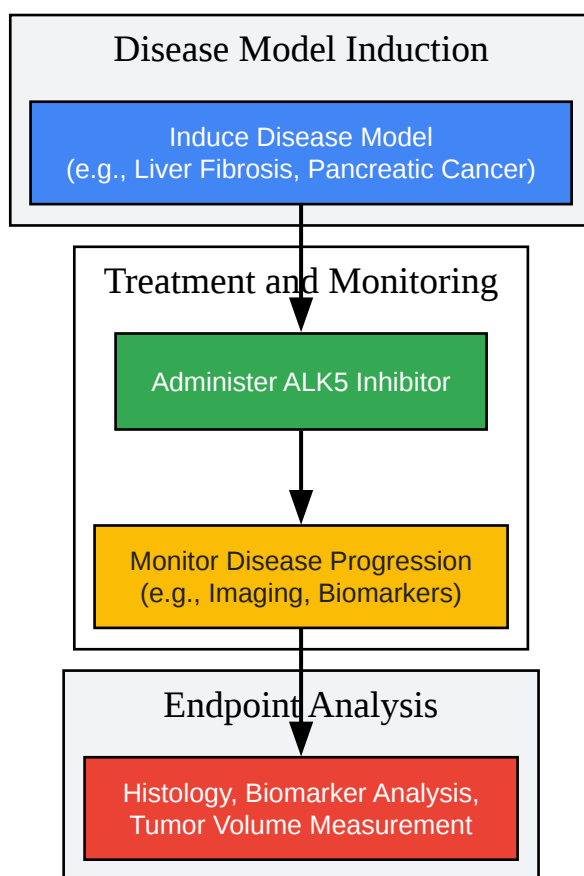 Disease Model Induction
Induce Disease Model
(e.g., Liver Fibrosis, Pancreatic Cancer)
Treatment and Monitoring
Administer ALK5 Inhibitor
Monitor Disease Progression
(e.g., Imaging, Biomarkers)
Endpoint Analysis
Histology, Biomarker Analysis,
Tumor Volume Measurement